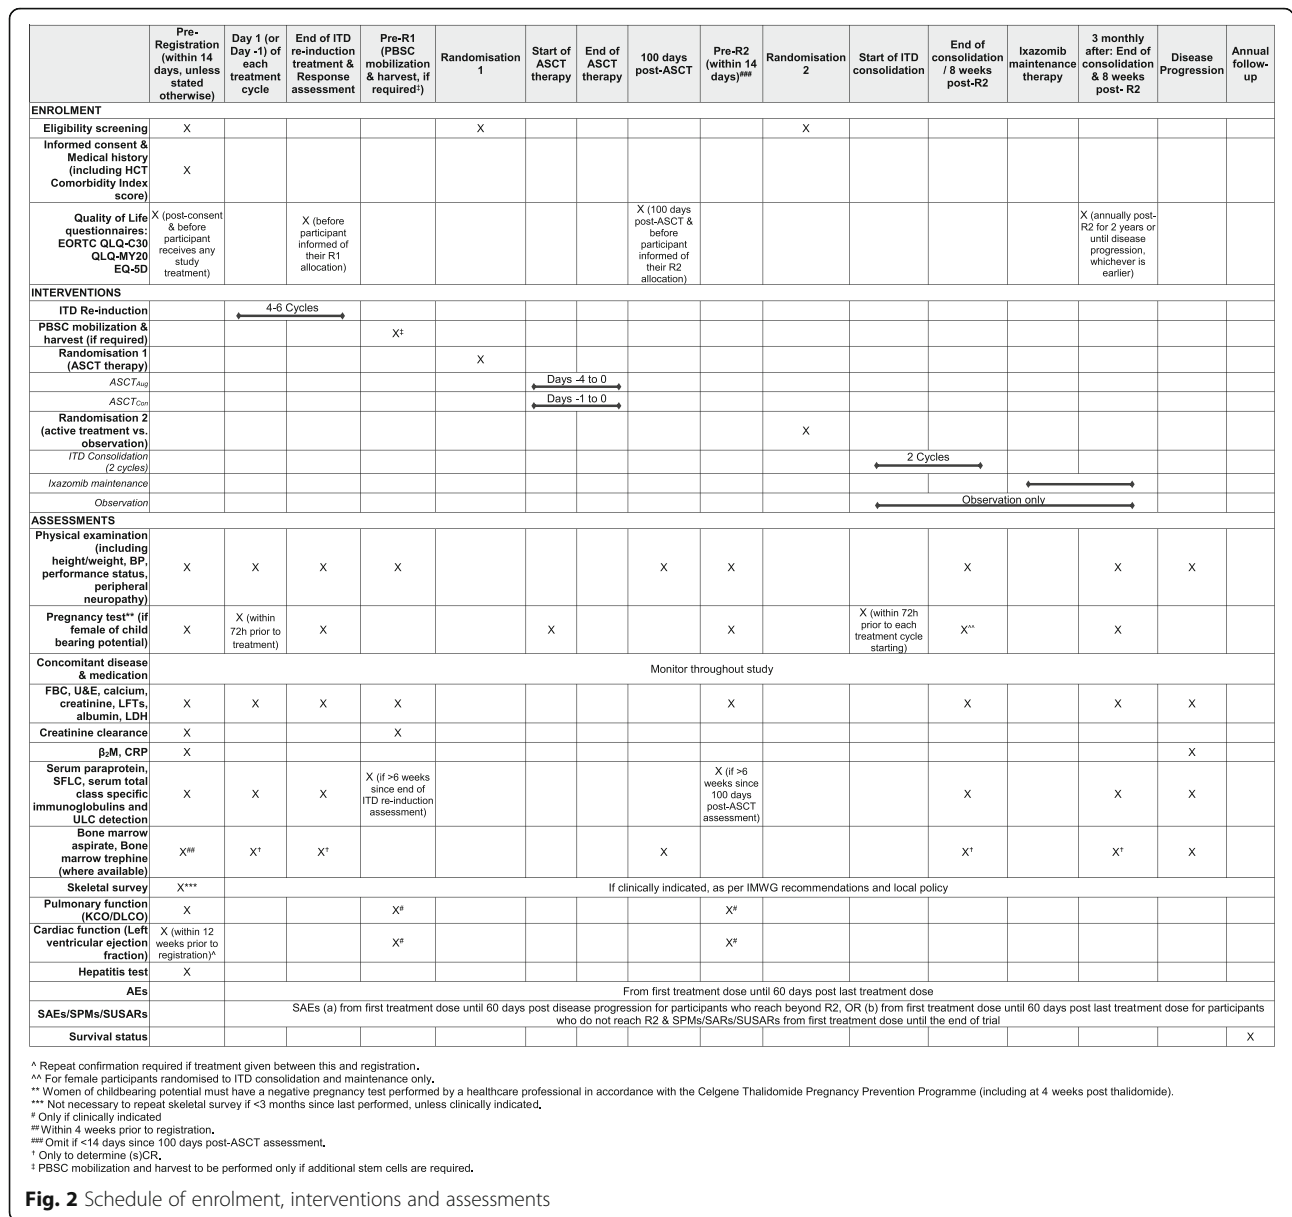 Pre-
Registration
(within 14
days, unless
stated
otherwise)
Day 1 (or
Day -1) of
each
treatment
cycle
End of ITD
re-induction
treatment &
Response
assessment
Pre-R1
(PBSC
mobilization
& harvest, if
required‡)
Randomisation
1
Start of
ASCT
therapy
End of
ASCT
therapy
100 days
post-ASCT
Pre-R2
(within 14
days)###
Randomisation
2
Start of ITD
consolidation
End of
consolidation
/ 8 weeks
post-R2
Ixazomib
maintenance
therapy
3 monthly
after: End of
consolidation
& 8 weeks
post- R2
Disease
Progression
Annual
follow-
up
ENROLMENT
Eligibility screening X X X
Informed consent &
Medical history
(including HCT
Comorbidity Index
score)
X
Quality of Life
questionnaires:
EORTC QLQ-C30
QLQ-MY20
EQ-5D
X (post-consent
& before
participant
receives any
study
treatment)
X (before
participant
informed of
their R1
allocation)
X (100 days
post-ASCT &
before
participant
informed of
their R2
allocation)
X (annually post-
R2 for 2 years or
until disease
progression,
whichever is
earlier)
INTERVENTIONS
ITD Re-induction 4-6 Cycles
PBSC mobilization &
harvest (if required)
X‡
Randomisation 1
(ASCT therapy)
X
ASCTAug Days -4 to 0
ASCTCon Days -1 to 0
Randomisation 2
(active treatment vs.
observation)
X
ITD Consolidation
(2 cycles)
2 Cycles
Ixazomib maintenance
Observation Observation only
ASSESSMENTS
Physical examination
(including
height/weight, BP,
performance status,
peripheral
neuropathy)
X X X X X X X X X
Pregnancy test** (if
female of child
bearing potential)
X
X (within
72h prior to
treatment)
X X X
X (within 72h
prior to each
treatment cycle
starting)
X^^ X
Concomitant disease
& medication
Monitor throughout study
FBC, U&E, calcium,
creatinine, LFTs,
albumin, LDH
X X X X X X X X
Creatinine clearance X X
β2M, CRP X X
Serum paraprotein,
SFLC, serum total
class specific
immunoglobulins and
ULC detection
X X X
X (if >6 weeks
since end of
ITD re-induction
assessment)
X (if >6
weeks since
100 days
post-ASCT
assessment)
X X X
Bone marrow
aspirate, Bone
marrow trephine
(where available)
X## X† X† X X† X† X
Skeletal survey X*** If clinically indicated, as per IMWG recommendations and local policy
Pulmonary function
(KCO/DLCO)
X X# X#
Cardiac function (Left
ventricular ejection
fraction)
X (within 12
weeks prior to
registration)^
X# X#
Hepatitis test X
AEs From first treatment dose until 60 days post last treatment dose
SAEs/SPMs/SUSARs
SAEs (a) from first treatment dose until 60 days post disease progression for participants who reach beyond R2, OR (b) from first treatment dose until 60 days post last treatment dose for participants
who do not reach R2 & SPMs/SARs/SUSARs from first treatment dose until the end of trial
Survival status X
^ Repeat confirmation required if treatment given between this and registration.
^^ For female participants randomised to ITD consolidation and maintenance only.
** Women of childbearing potential must have a negative pregnancy test performed by a healthcare professional in accordance with the Celgene Thalidomide Pregnancy Prevention Programme (including at 4 weeks post thalidomide).
*** Not necessary to repeat skeletal survey if <3 months since last performed, unless clinically indicated.
# Only if clinically indicated
## Within 4 weeks prior to registration.
### Omit if <14 days since 100 days post-ASCT assessment.
† Only to determine (s)CR.
‡ PBSC mobilization and harvest to be performed only if additional stem cells are required.
Fig. 2 Schedule of enrolment, interventions and assessments